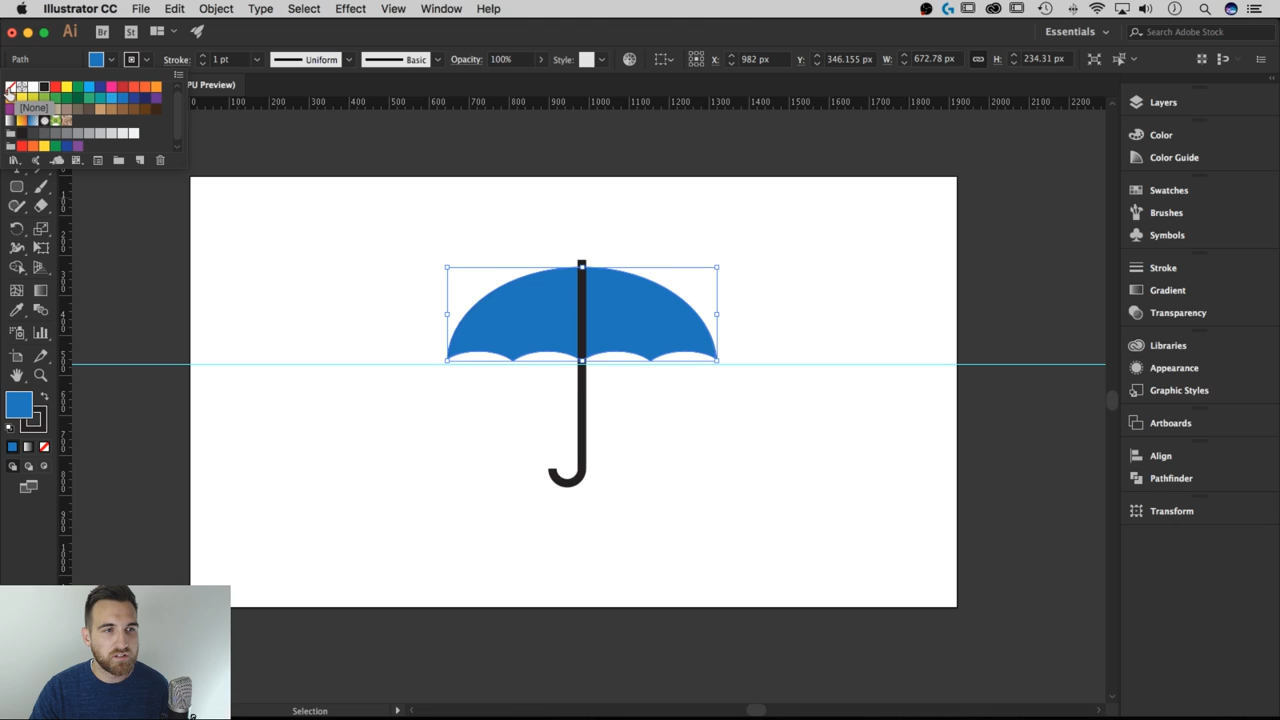 Illustrator CC File Edit Object Type Select Effect View Window Help
Ai Br St Essentials Search Adobe Stock
Path Stroke: 1 pt Uniform Basic Opacity: 100% Style: X: 982 px Y: 346.155 px W: 672.78 px H: 234.31 px
PU Preview)
[None]
0 100 200 300 400 500 600 700 800 900 1000 1100 1200 1300 1400 1500 1600 1700 1800 1900 2000 2100 2200
Layers
Color
Color Guide
Swatches
Brushes
Symbols
Stroke
Gradient
Transparency
Libraries
Appearance
Graphic Styles
Artboards
Align
Pathfinder
Transform
Selection